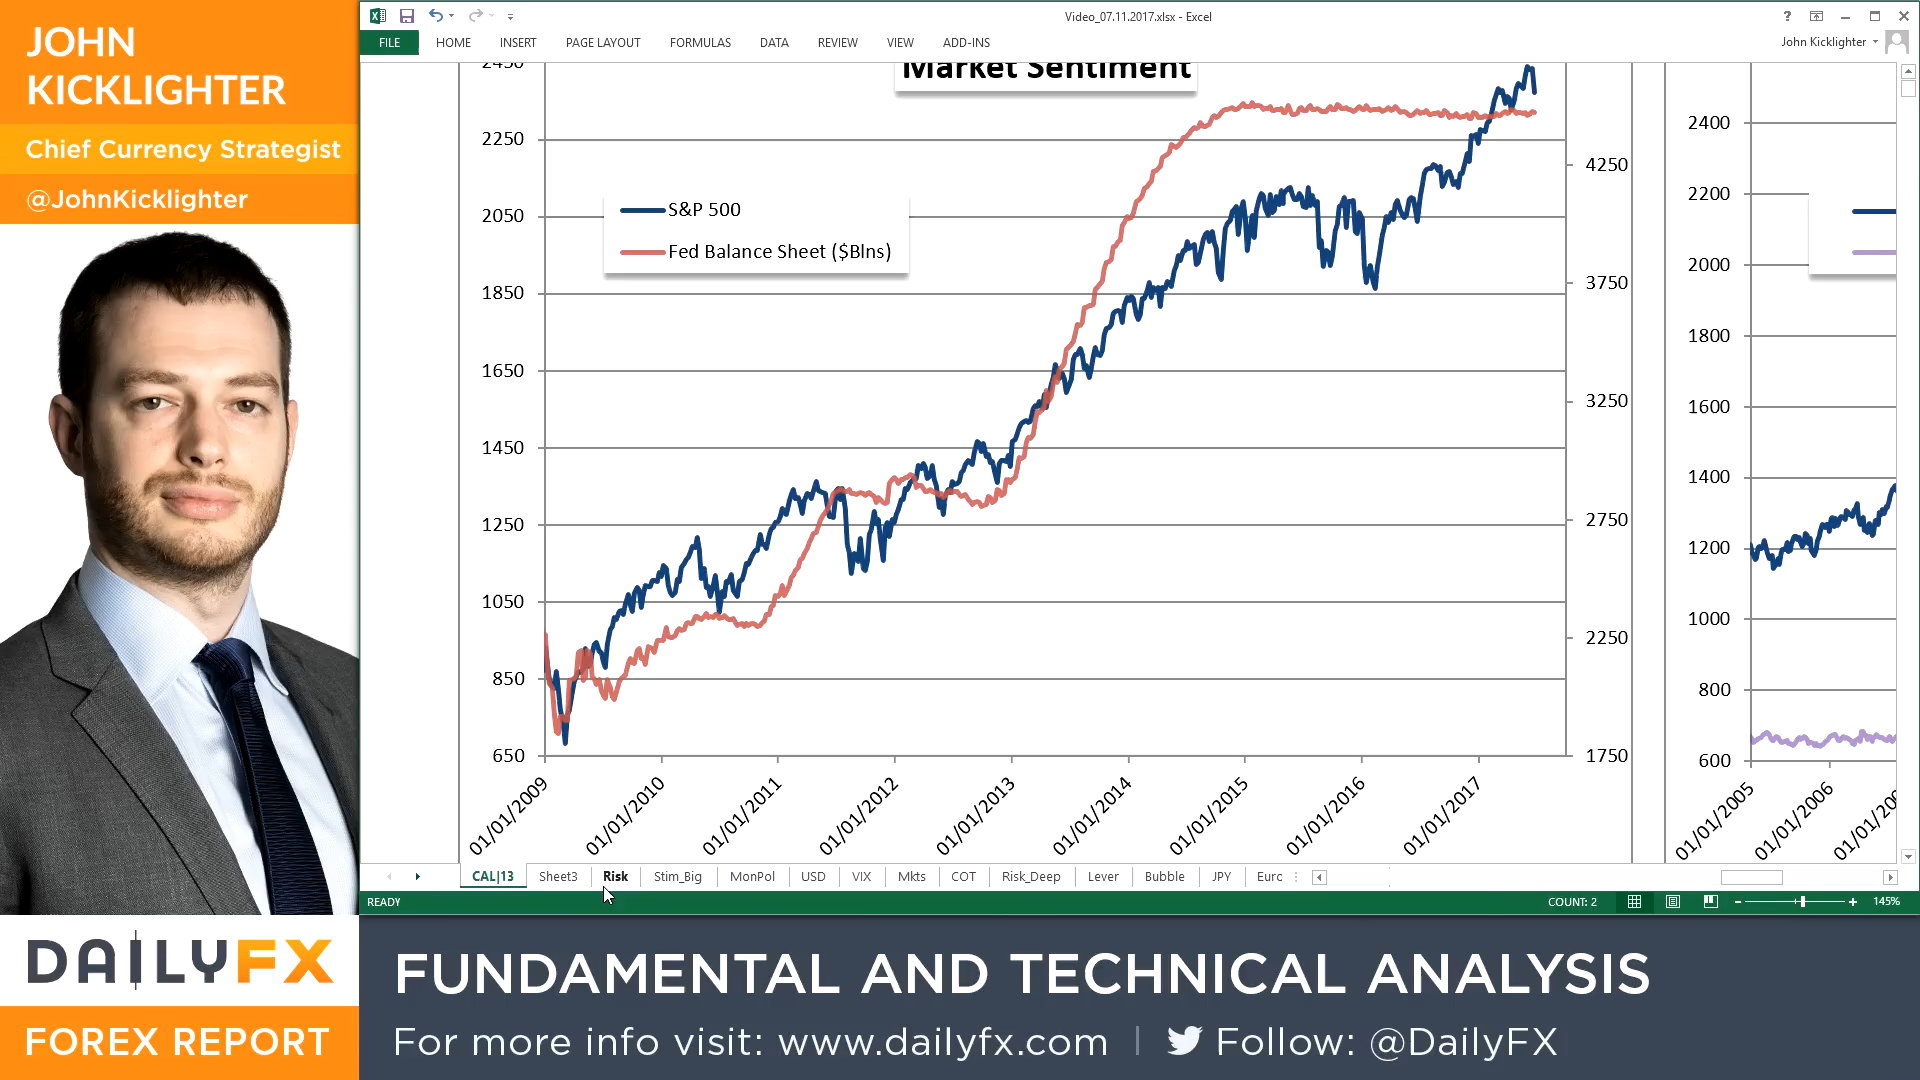 JOHN
KICKLIGHTER
Chief Currency Strategist
@JohnKicklighter
Video_07.11.2017.xlsx - Excel
?
FILE HOME INSERT PAGE LAYOUT FORMULAS DATA REVIEW VIEW ADD-INS
John Kicklighter
Market Sentiment
2450
2250
2050
1850
1650
1450
1250
1050
850
650
S&P 500
Fed Balance Sheet ($Blns)
4250
3750
3250
2750
2250
1750
01/01/2009
01/01/2010
01/01/2011
01/01/2012
01/01/2013
01/01/2014
01/01/2015
01/01/2016
01/01/2017
2400
2200
2000
1800
1600
1400
1200
1000
800
600
01/01/2005
01/01/2006
CAL|13 Sheet3 Risk Stim_Big MonPol USD VIX Mkts COT Risk_Deep Lever Bubble JPY Eurc
READY
COUNT: 2
145%
DAILYFX
FOREX REPORT
FUNDAMENTAL AND TECHNICAL ANALYSIS
For more info visit: www.dailyfx.com | Follow: @DailyFX